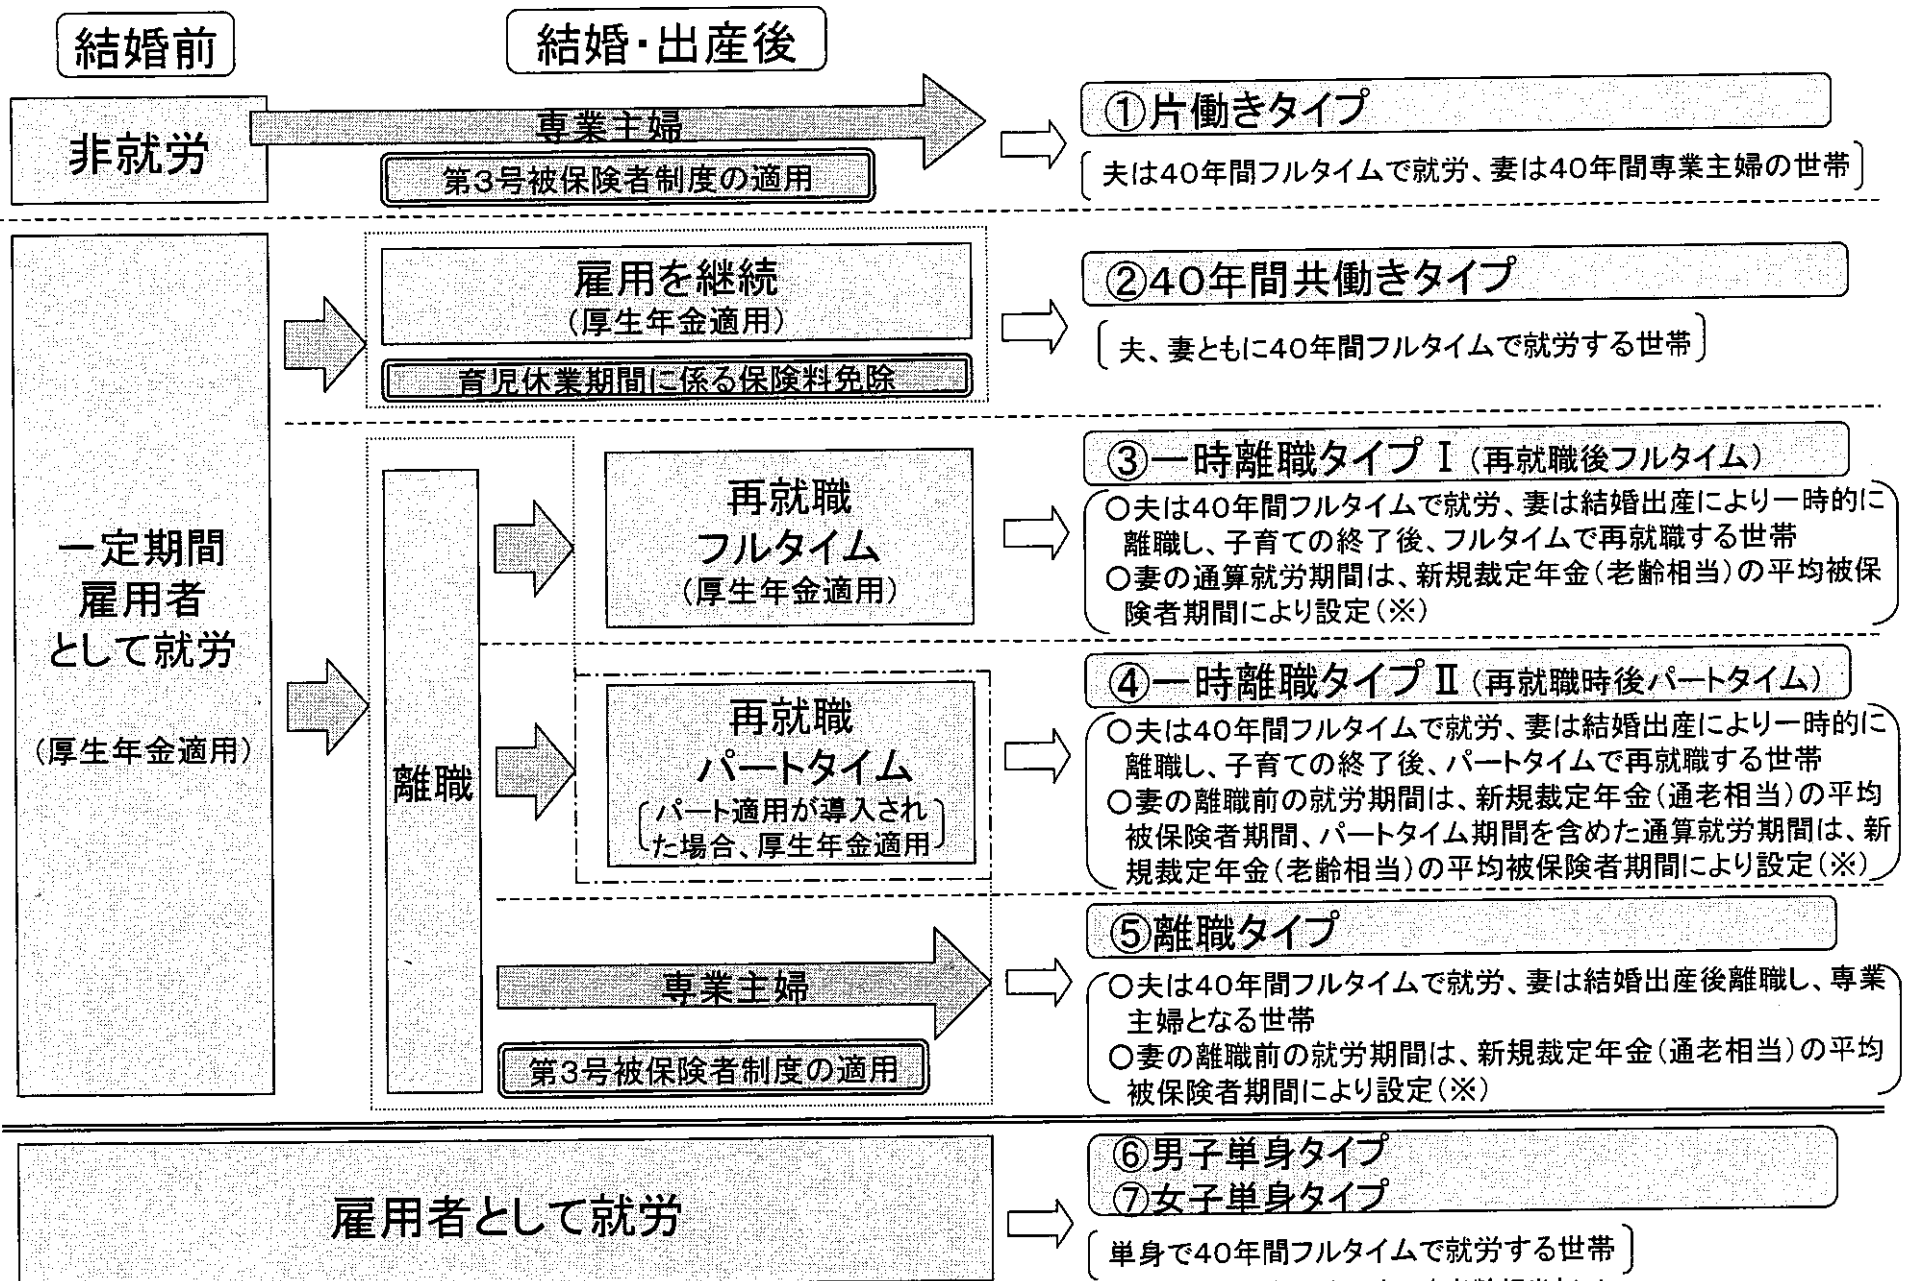 結婚前
結婚・出産後
非就労
専業主婦
第3号被保険者制度の適用
①片働きタイプ
夫は40年間フルタイムで就労、妻は40年間専業主婦の世帯
一定期間
雇用者
として就労
(厚生年金適用)
雇用を継続
(厚生年金適用)
育児休業期間に係る保険料免除
②40年間共働きタイプ
夫、妻ともに40年間フルタイムで就労する世帯
離職
再就職
フルタイム
(厚生年金適用)
③一時離職タイプⅠ(再就職後フルタイム)
○夫は40年間フルタイムで就労、妻は結婚出産により一時的に
離職し、子育ての終了後、フルタイムで再就職する世帯
○妻の通算就労期間は、新規裁定年金(老齢相当)の平均被保
険者期間により設定(※)
再就職
パートタイム
パート適用が導入され
た場合、厚生年金適用
④一時離職タイプⅡ(再就職時後パートタイム)
○夫は40年間フルタイムで就労、妻は結婚出産により一時的に
離職し、子育ての終了後、パートタイムで再就職する世帯
○妻の離職前の就労期間は、新規裁定年金(通老相当)の平均
被保険者期間、パートタイム期間を含めた通算就労期間は、新
規裁定年金(老齢相当)の平均被保険者期間により設定(※)
専業主婦
第3号被保険者制度の適用
⑤離職タイプ
○夫は40年間フルタイムで就労、妻は結婚出産後離職し、専業
主婦となる世帯
○妻の離職前の就労期間は、新規裁定年金(通老相当)の平均
被保険者期間により設定(※)
雇用者として就労
⑥男子単身タイプ
⑦女子単身タイプ
単身で40年間フルタイムで就労する世帯